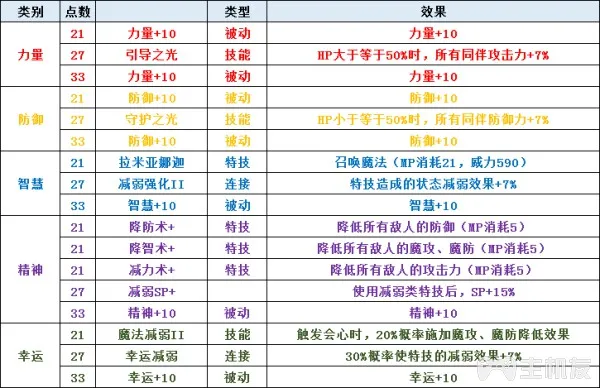 类别 点数 类型 效果
力量 21 力量+10 被动 力量+10
27 引导之光 技能 HP大于等于50%时，所有同伴攻击力+7%
33 力量+10 被动 力量+10
防御 21 防御+10 被动 防御+10
27 守护之光 技能 HP小于等于50%时，所有同伴防御力+7%
33 防御+10 被动 防御+10
智慧 21 拉米亚娜迦 特技 召唤魔法（MP消耗21，威力590）
27 减弱强化II 连接 特技造成的状态减弱效果+7%
33 智慧+10 被动 智慧+10
精神 21 降防术+ 特技 降低所有敌人的防御（MP消耗5）
21 降智术+ 特技 降低所有敌人的魔攻、魔防（MP消耗5）
21 减力术+ 特技 降低所有敌人的攻击力（MP消耗5）
27 减弱SP+ 使用减弱类特技后，SP+15%
33 精神+10 被动 精神+10
幸运 21 魔法减弱II 技能 触发会心时，20%概率施加魔攻、魔防降低效果
27 幸运减弱 连接 30%概率使特技的减弱效果+7%
33 幸运+10 被动 幸运+10
主机友